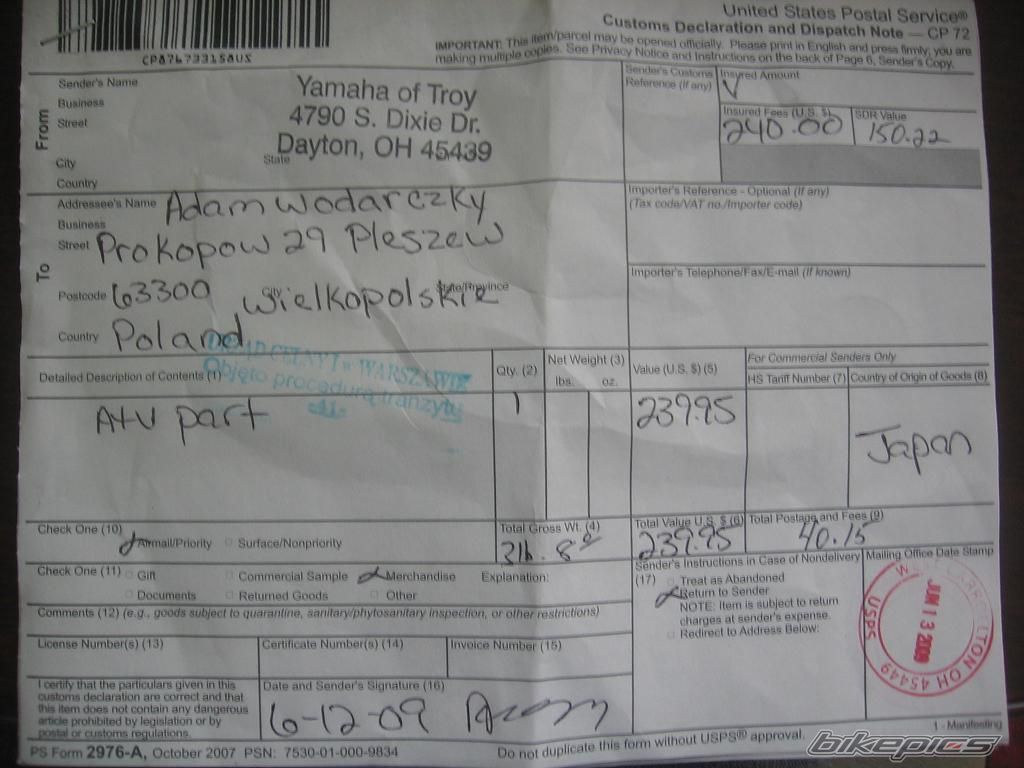 CP876733158US
United States Postal Service®
Customs Declaration and Dispatch Note — CP 72
IMPORTANT: This item/parcel may be opened officially. Please print in English and press firmly; you are
making multiple copies. See Privacy Notice and Instructions on the back of Page 6, Sender's Copy.
From
Sender's Name
Business
Street
City
State
Country
Yamaha of Troy
4790 S. Dixie Dr.
Dayton, OH 45439
Sender's Customs
Reference (if any)
Insured Amount
Insured Fees (U.S. $)
240.00
SDR Value
150.22
To
Addressee's Name Adam Wodarczky
Business
Street Prokopow 29 Pleszew
Postcode 63300 City Wielkopolskie State/Province
Country Poland
Importer's Reference - Optional (If any)
(Tax code/VAT no./Importer code)
Importer's Telephone/Fax/E-mail (If known)
CELNY I w WARSZAWIE
Objęto procedurą tranzytu
Detailed Description of Contents (1)
Qty. (2)
Net Weight (3)
lbs. oz.
Value (U.S. $) (5)
For Commercial Senders Only
HS Tariff Number (7)
Country of Origin of Goods (8)
Atv part
1
239.95
Japan
Check One (10)
Airmail/Priority
Surface/Nonpriority
Total Gross Wt. (4)
3lb. 8
Total Value U.S. $ (6)
239.95
Total Postage and Fees (9)
40.15
Check One (11)
Gift
Commercial Sample
Merchandise
Explanation:
Documents
Returned Goods
Other
Sender's Instructions in Case of Nondelivery
(17)
Treat as Abandoned
Return to Sender
NOTE: Item is subject to return
charges at sender's expense.
Redirect to Address Below:
Mailing Office Date Stamp
JUN 13 2009
OH 45449
USPS
Comments (12) (e.g., goods subject to quarantine, sanitary/phytosanitary inspection, or other restrictions)
License Number(s) (13)
Certificate Number(s) (14)
Invoice Number (15)
I certify that the particulars given in this
customs declaration are correct and that
this item does not contain any dangerous
article prohibited by legislation or by
postal or customs regulations.
Date and Sender's Signature (16)
6-12-09
PS Form 2976-A, October 2007 PSN: 7530-01-000-9834
Do not duplicate this form without USPS® approval.
1 - Manifesting
bikepics